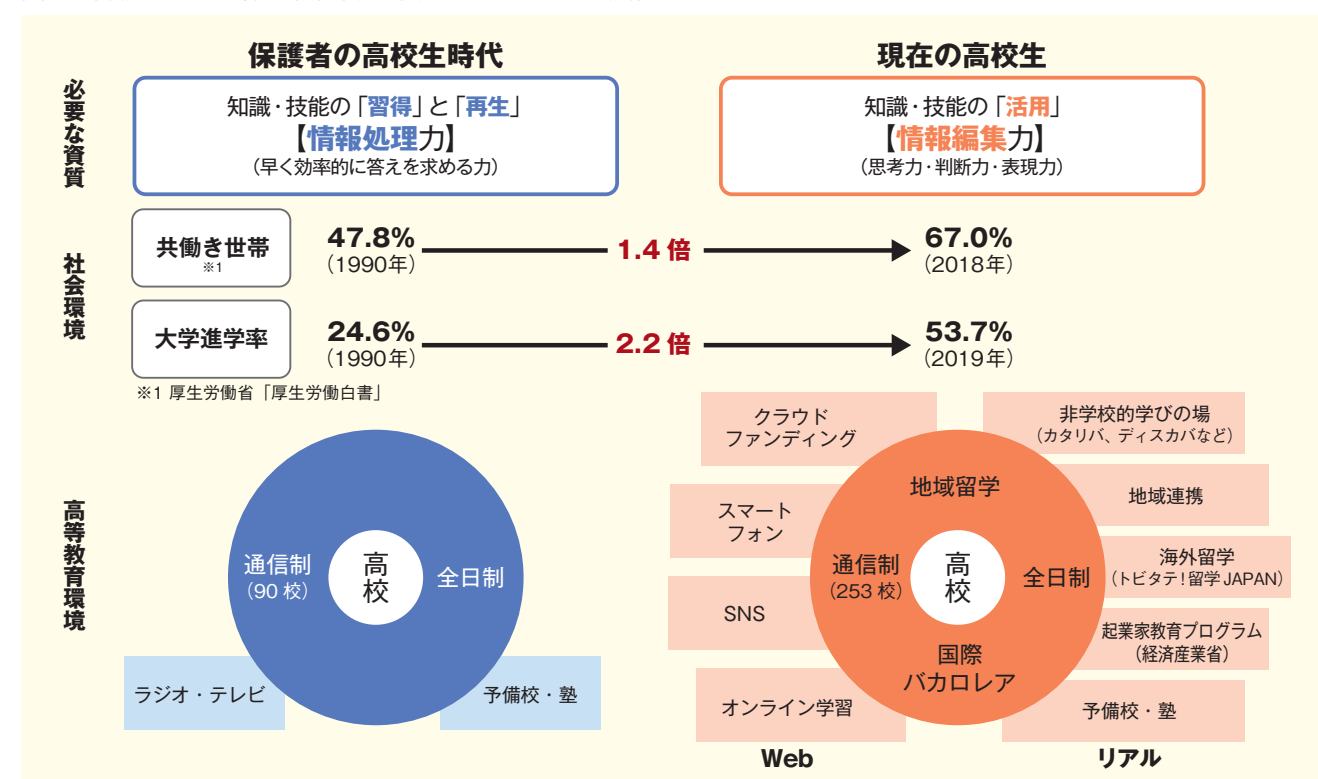 保護者の高校生時代
現在の高校生
必要な資質
知識・技能の「習得」と「再生」
【情報処理力】
（早く効率的に答えを求める力）
知識・技能の「活用」
【情報編集力】
（思考力・判断力・表現力）
社会環境
共働き世帯
※1
47.8%
（1990年）
1.4 倍
67.0%
（2018年）
大学進学率
24.6%
（1990年）
2.2 倍
53.7%
（2019年）
※1 厚生労働省「厚生労働白書」
高等教育環境
通信制
（90 校）
高校
全日制
ラジオ・テレビ
予備校・塾
クラウド
ファンディング
スマート
フォン
SNS
オンライン学習
Web
地域留学
通信制
（253 校）
高校
全日制
国際
バカロレア
非学校的学びの場
（カタリバ、ディスカバなど）
地域連携
海外留学
（トビタテ！留学 JAPAN）
起業家教育プログラム
（経済産業省）
予備校・塾
リアル